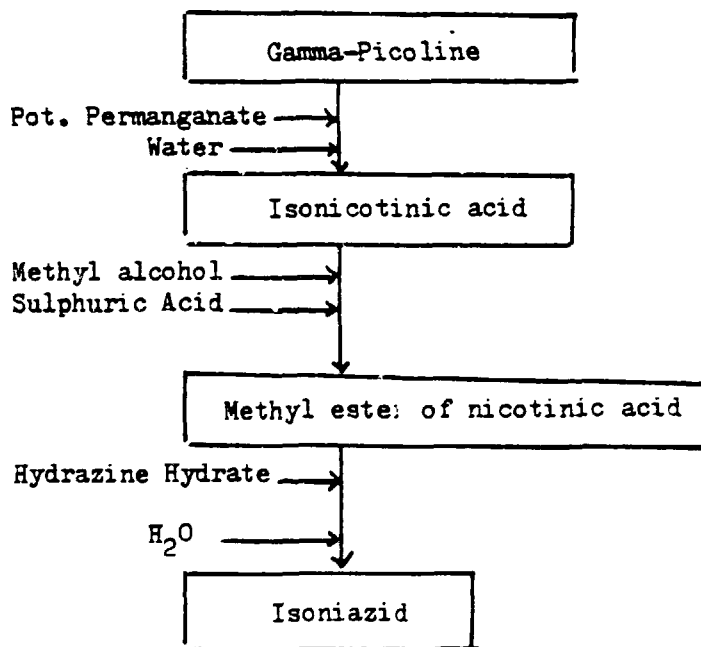 Gamma-Picoline
Pot. Permanganate
Water
Isonicotinic acid
Methyl alcohol
Sulphuric Acid
Methyl ester of nicotinic acid
Hydrazine Hydrate
H₂O
Isoniazid